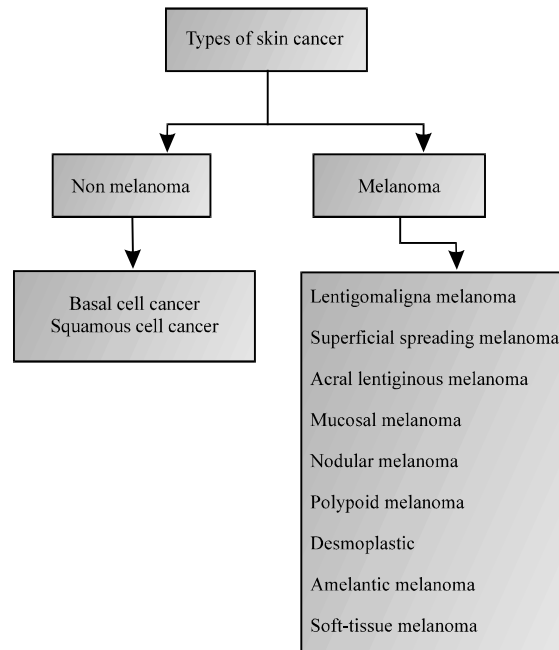 Types of skin cancer
Non melanoma
Melanoma
Basal cell cancer
Squamous cell cancer
Lentigomaligna melanoma
Superficial spreading melanoma
Acral lentiginous melanoma
Mucosal melanoma
Nodular melanoma
Polypoid melanoma
Desmoplastic
Amelantic melanoma
Soft-tissue melanoma